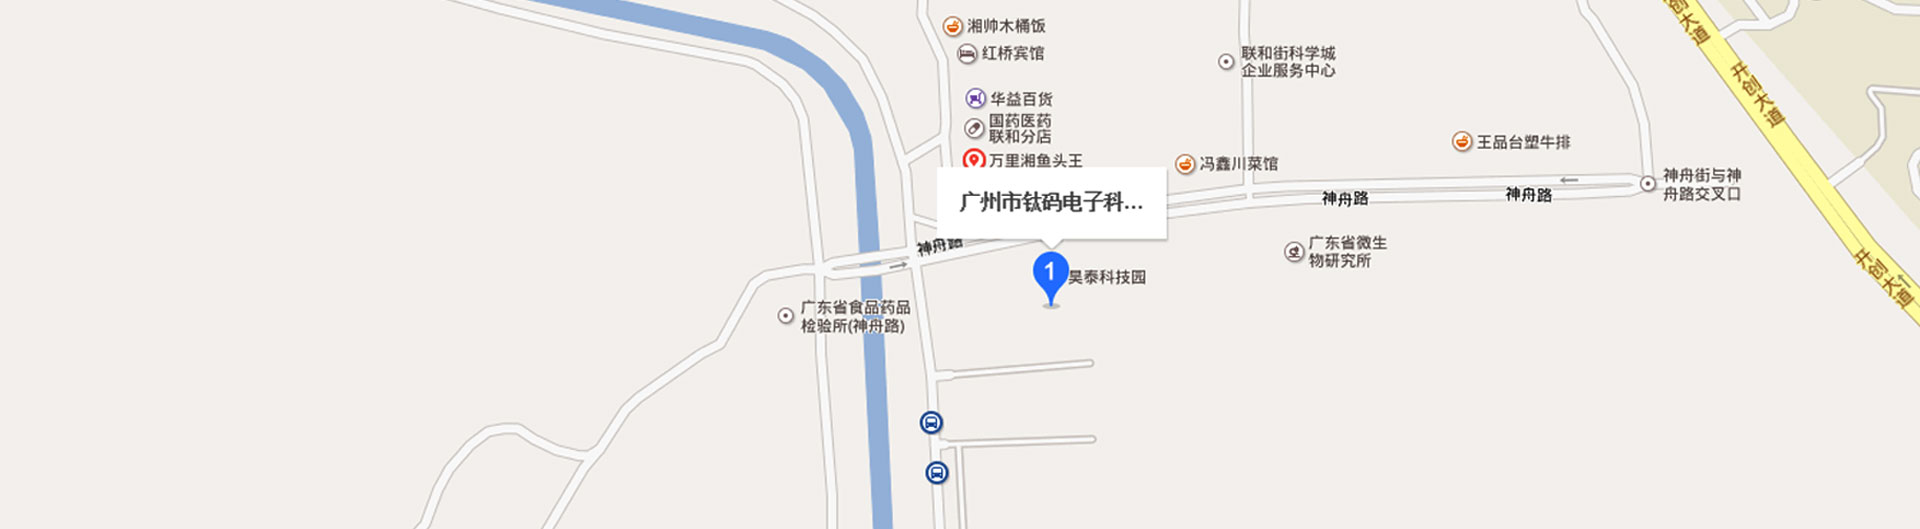 湘帅木桶饭
红桥宾馆
华益百货
国药医药
联和分店
万里湘鱼头王
广州市钛码电子科...
神舟路
1
昊泰科技园
广东省食品药品
检验所(神舟路)
联和街科学城
企业服务中心
冯鑫川菜馆
王品台塑牛排
神舟路
神舟路
神舟街与神
舟路交叉口
广东省微生
物研究所
创大道
开创大道
开创大道